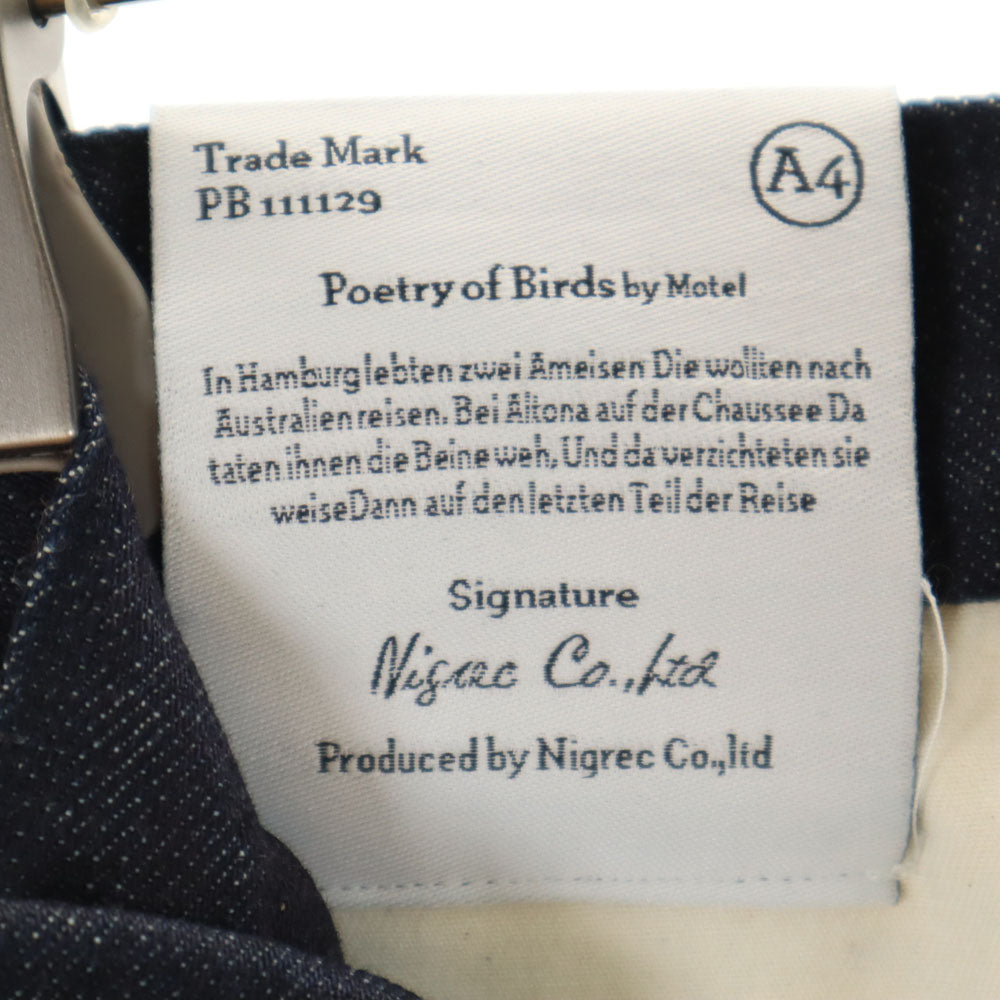 Trade Mark
PB 111129
A4
Poetry of Birds by Motel
In Hamburg lebten zwei Ameisen Die wollten nach
Australien reisen. Bei Altona auf der Chaussee Da
taten ihnen die Beine weh, Und da verzichteten sie
weiseDann auf den letzten Teil der Reise
Signature
Nigrec Co.,Ltd
Produced by Nigrec Co.,ltd